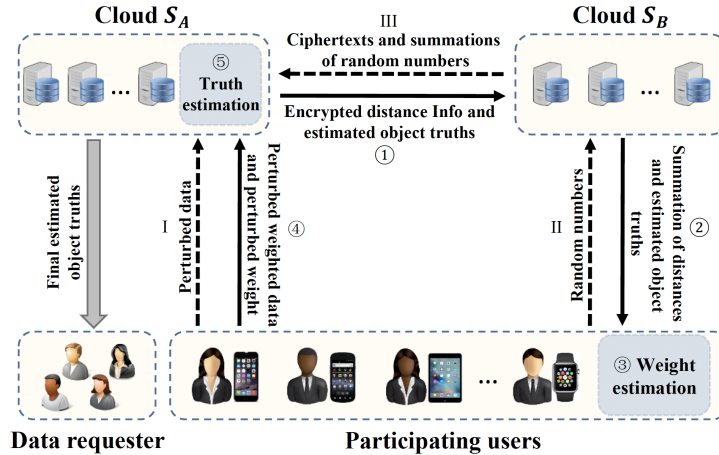 Cloud S_A
III
Cloud S_B
Ciphertexts and summations
of random numbers
⑤
Truth
estimation
...
...
Encrypted distance Info and
estimated object truths
①
Final estimated
object truths
I
Perturbed data
Perturbed weighted data
and perturbed weight
④
II
Random numbers
Summation of distances
and estimated object
truths
②
...
③ Weight
estimation
Data requester
Participating users